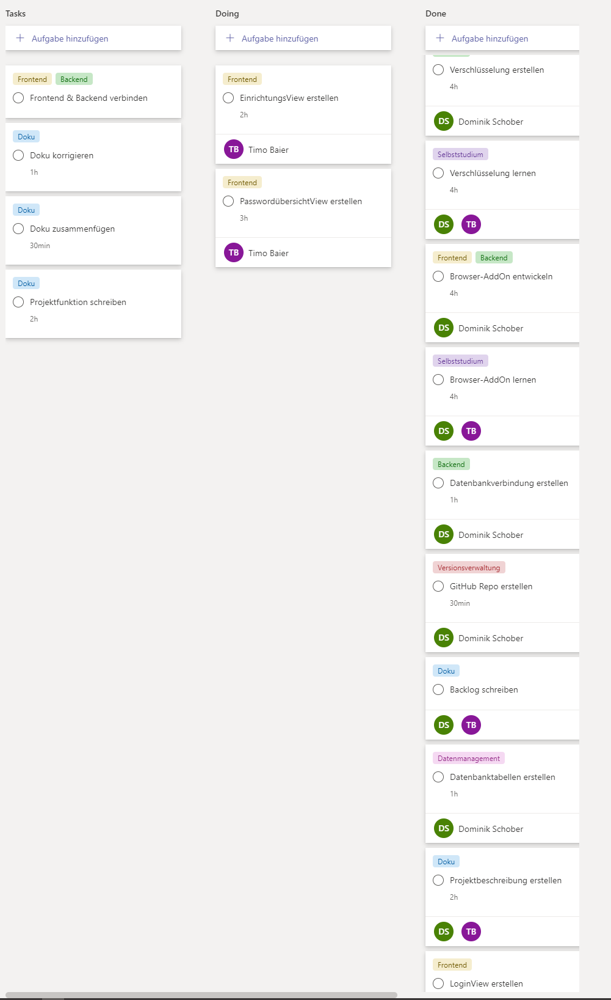 Tasks
Aufgabe hinzufügen
Frontend Backend
Frontend & Backend verbinden
Doku
Doku korrigieren
1h
Doku
Doku zusammenfügen
30min
Doku
Projektfunktion schreiben
2h
Doing
Aufgabe hinzufügen
Frontend
EinrichtungsView erstellen
2h
TB Timo Baier
Frontend
PasswordübersichtView erstellen
3h
TB Timo Baier
Done
Aufgabe hinzufügen
Verschlüsselung erstellen
4h
DS Dominik Schober
Selbststudium
Verschlüsselung lernen
4h
DS TB
Frontend Backend
Browser-AddOn entwickeln
4h
DS Dominik Schober
Selbststudium
Browser-AddOn lernen
4h
DS TB
Backend
Datenbankverbindung erstellen
1h
DS Dominik Schober
Versionsverwaltung
GitHub Repo erstellen
30min
DS Dominik Schober
Doku
Backlog schreiben
DS TB
Datenmanagement
Datenbanktabellen erstellen
1h
DS Dominik Schober
Doku
Projektbeschreibung erstellen
2h
DS TB
Frontend
LoginView erstellen